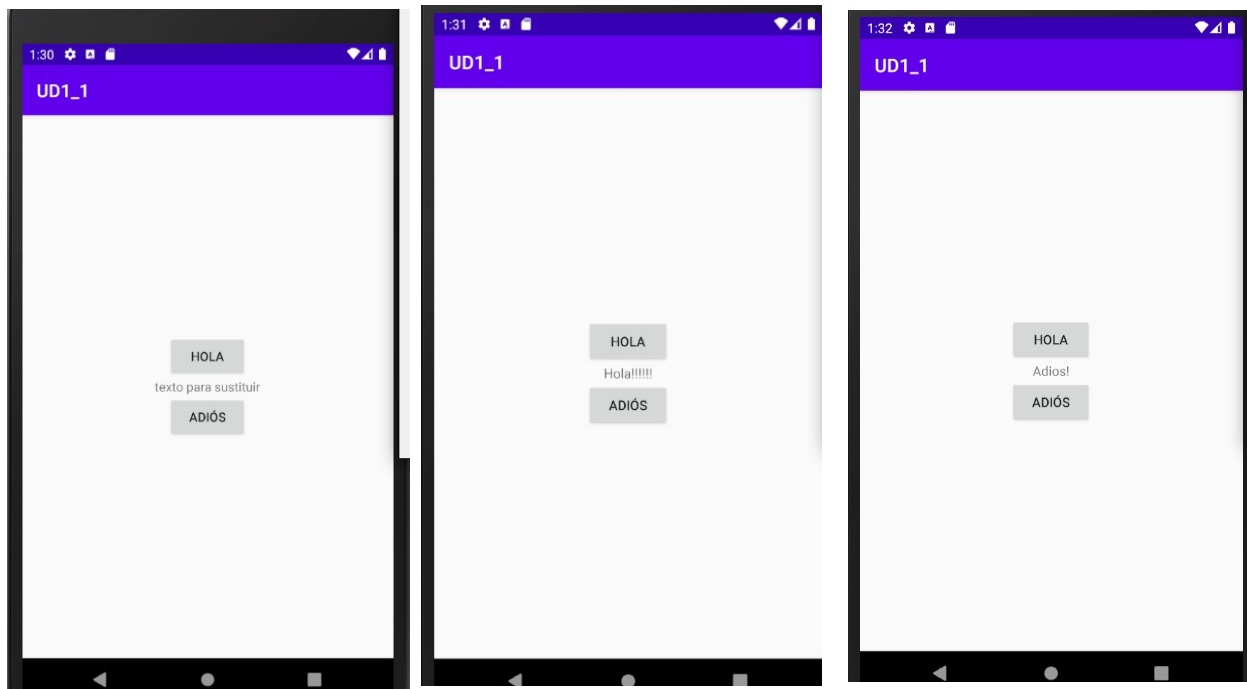 1:30
UD1_1
HOLA
texto para sustituir
ADIÓS
1:31
UD1_1
HOLA
Hola!!!!!!
ADIÓS
1:32
UD1_1
HOLA
Adios!
ADIÓS